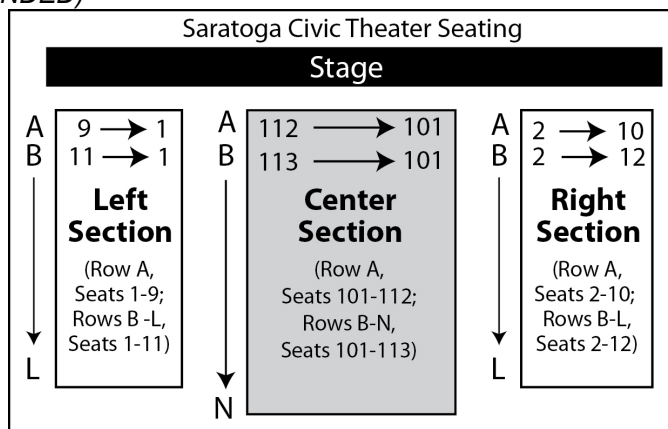 NDED)
Saratoga Civic Theater Seating
Stage
A 9 → 1
B 11 → 1
Left
Section
(Row A,
Seats 1-9;
Rows B -L,
Seats 1-11)
L
A 112 → 101
B 113 → 101
Center
Section
(Row A,
Seats 101-112;
Rows B-N,
Seats 101-113)
N
A 2 → 10
B 2 → 12
Right
Section
(Row A,
Seats 2-10;
Rows B-L,
Seats 2-12)
L